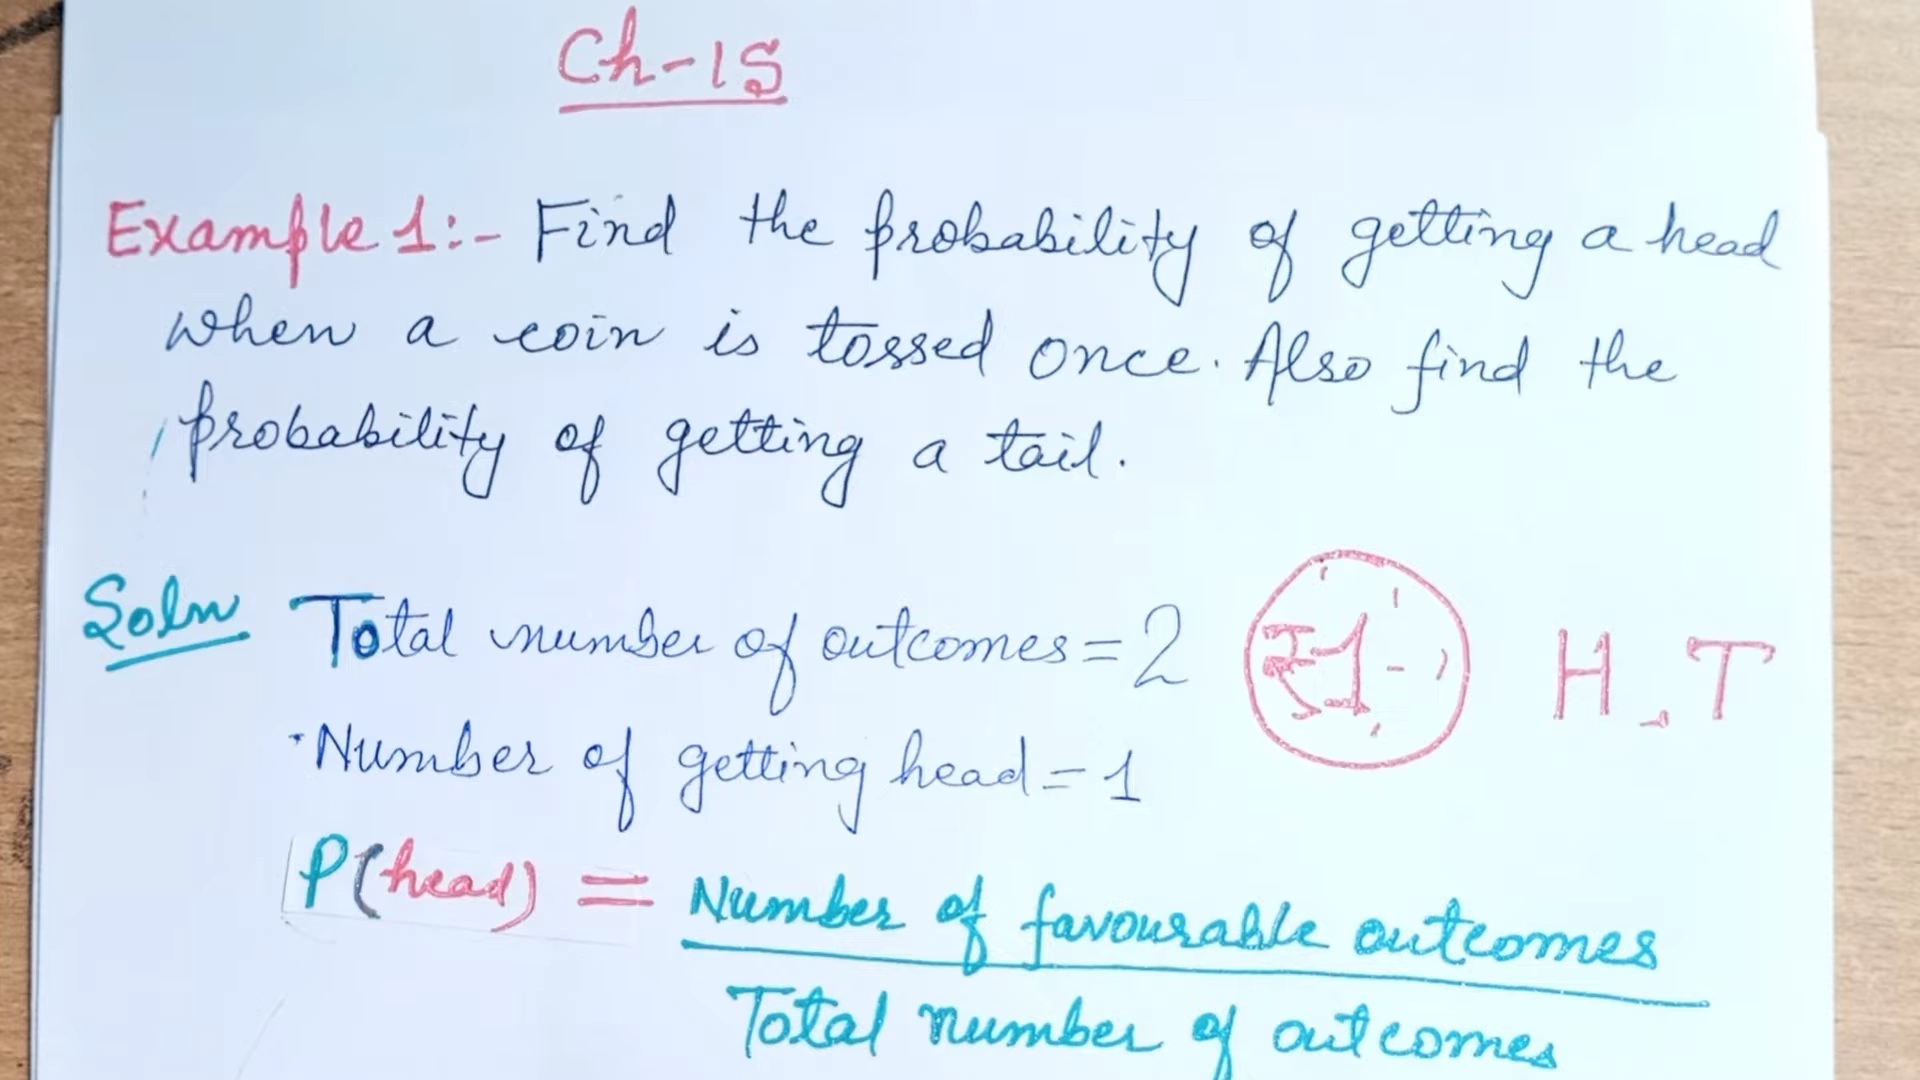 Ch-15
Example 1:- Find the probability of getting a head
when a coin is tossed once. Also find the
probability of getting a tail.
Soln Total number of outcomes = 2 ₹1 H, T
Number of getting head = 1
P(head) = Number of favourable outcomes
Total number of outcomes